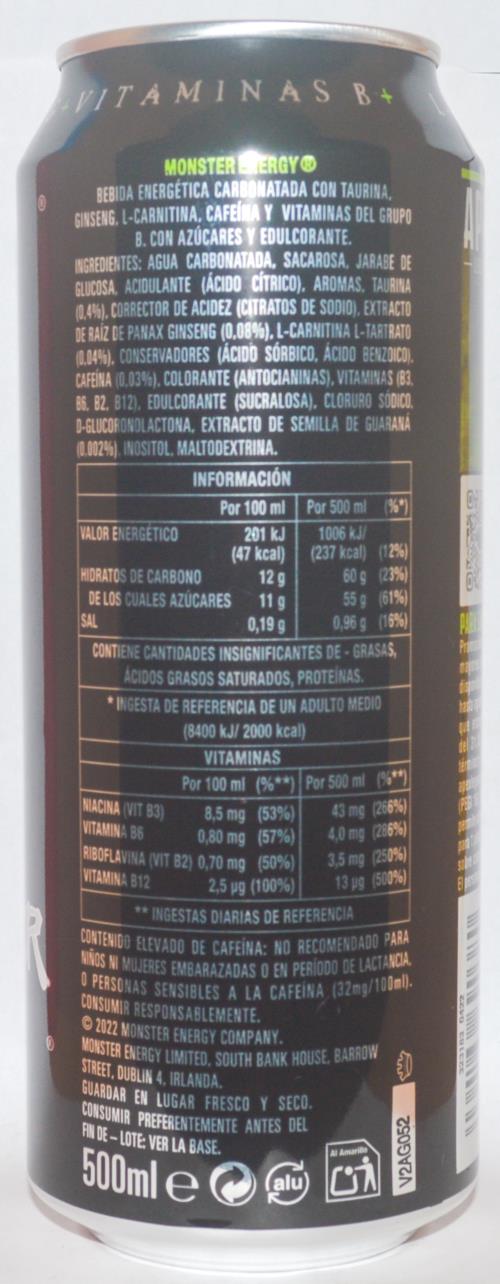 VITAMINAS B+
MONSTER ENERGY®
BEBIDA ENERGÉTICA CARBONATADA CON TAURINA,
GINSENG, L-CARNITINA, CAFEÍNA Y VITAMINAS DEL GRUPO
B. CON AZÚCARES Y EDULCORANTE.
INGREDIENTES: AGUA CARBONATADA, SACAROSA, JARABE DE
GLUCOSA, ACIDULANTE (ÁCIDO CÍTRICO), AROMAS, TAURINA
(0,4%), CORRECTOR DE ACIDEZ (CITRATOS DE SODIO), EXTRACTO
DE RAÍZ DE PANAX GINSENG (0,08%), L-CARNITINA L-TARTRATO
(0,04%), CONSERVADORES (ÁCIDO SÓRBICO, ÁCIDO BENZOICO),
CAFEÍNA (0,03%), COLORANTE (ANTOCIANINAS), VITAMINAS (B3,
B6, B2, B12), EDULCORANTE (SUCRALOSA), CLORURO SÓDICO,
D-GLUCORONOLACTONA, EXTRACTO DE SEMILLA DE GUARANÁ
(0,002%), INOSITOL, MALTODEXTRINA.
INFORMACIÓN
Por 100 ml Por 500 ml (%*)
VALOR ENERGÉTICO 201 kJ 1006 kJ/
(47 kcal) (237 kcal) (12%)
HIDRATOS DE CARBONO 12 g 60 g (23%)
DE LOS CUALES AZÚCARES 11 g 55 g (61%)
SAL 0,19 g 0,96 g (16%)
CONTIENE CANTIDADES INSIGNIFICANTES DE - GRASAS,
ÁCIDOS GRASOS SATURADOS, PROTEÍNAS.
* INGESTA DE REFERENCIA DE UN ADULTO MEDIO
(8400 kJ/ 2000 kcal)
VITAMINAS
Por 100 ml (%**) Por 500 ml (%**)
NIACINA (VIT B3) 8,5 mg (53%) 43 mg (266%)
VITAMINA B6 0,80 mg (57%) 4,0 mg (286%)
RIBOFLAVINA (VIT B2) 0,70 mg (50%) 3,5 mg (250%)
VITAMINA B12 2,5 µg (100%) 13 µg (500%)
** INGESTAS DIARIAS DE REFERENCIA
CONTENIDO ELEVADO DE CAFEÍNA: NO RECOMENDADO PARA
NIÑOS NI MUJERES EMBARAZADAS O EN PERÍODO DE LACTANCIA,
O PERSONAS SENSIBLES A LA CAFEÍNA (32mg/100ml).
CONSUMIR RESPONSABLEMENTE.
© 2022 MONSTER ENERGY COMPANY.
MONSTER ENERGY LIMITED, SOUTH BANK HOUSE, BARROW
STREET, DUBLIN 4, IRLANDA.
GUARDAR EN LUGAR FRESCO Y SECO.
CONSUMIR PREFERENTEMENTE ANTES DEL
FIN DE – LOTE: VER LA BASE.
500ml e alu
Al Amarillo
V2AG052
323183 0422